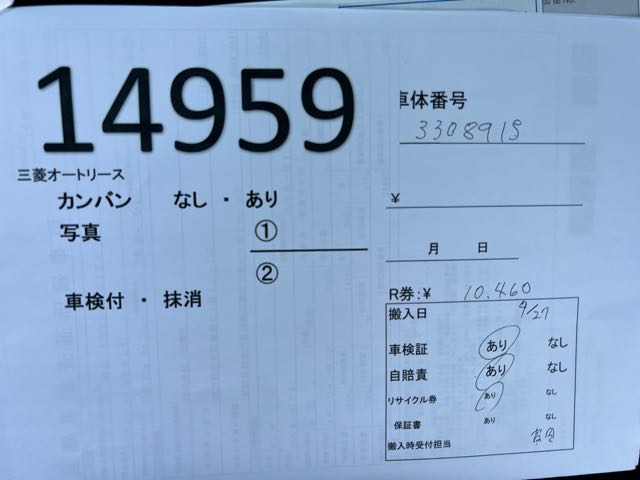 14959
三菱オートリース
カンバン なし ・ あり
写真 ①
②
車検付 ・ 抹消
車体番号
3308915
¥
月 日
R券:¥ 10.460
搬入日 9/27
車検証 あり なし
自賠責 あり なし
リサイクル券 あり なし
保証書 あり なし
搬入時受付担当